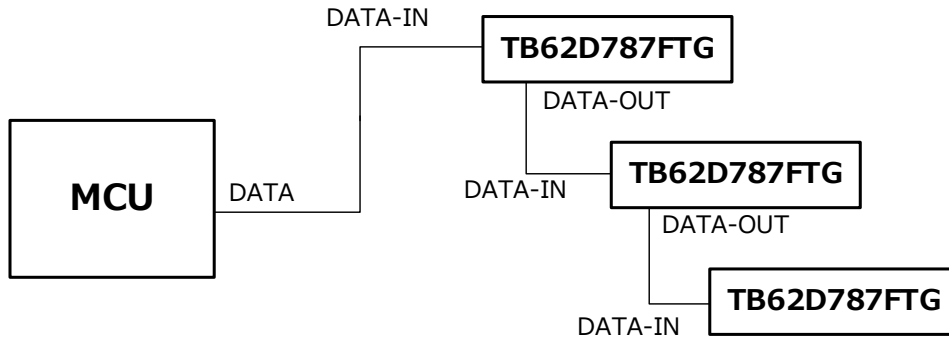 DATA-IN
TB62D787FTG
DATA-OUT
MCU
DATA
DATA-IN
TB62D787FTG
DATA-OUT
DATA-IN
TB62D787FTG